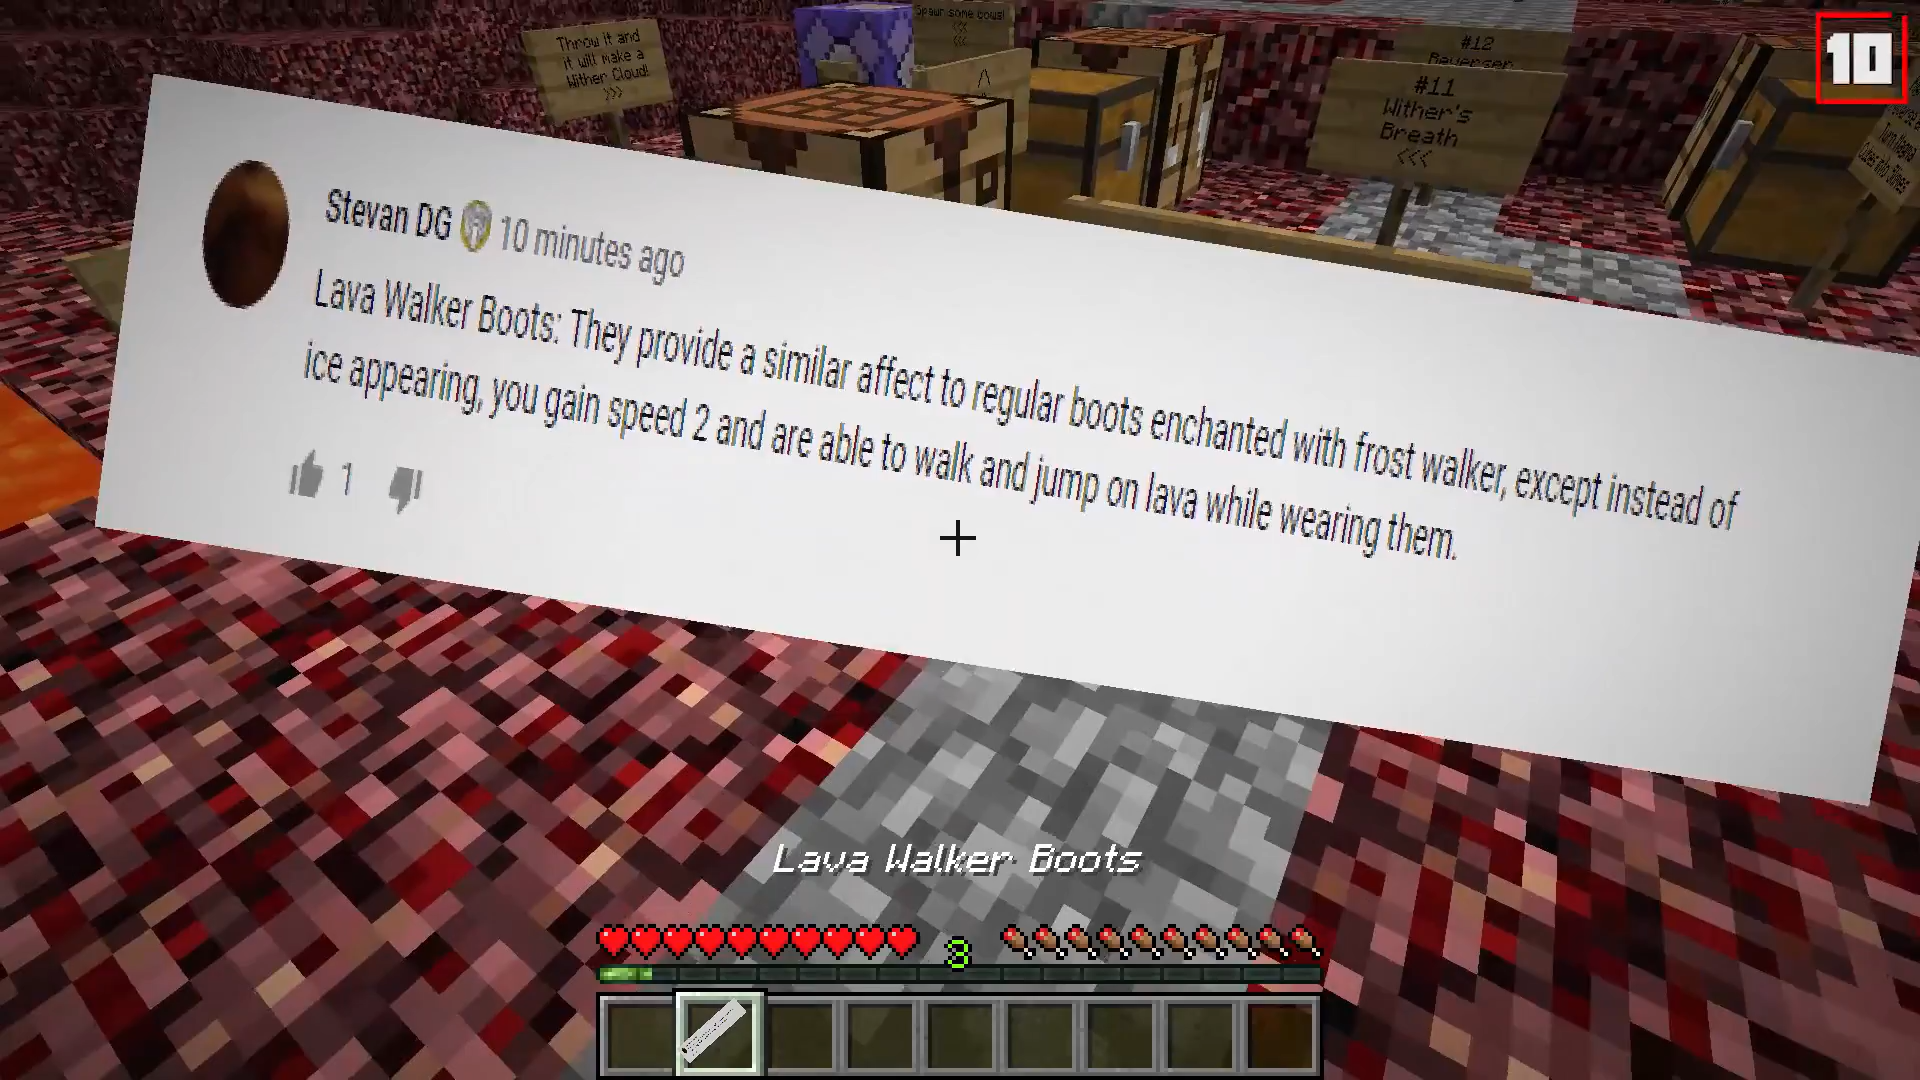 Spawn some cows!
<<<
Throw it and
it will make a
Wither Cloud!
>>>
#12
Reverser
#11
Wither's
Breath
<<<
10
Stevan DG 10 minutes ago
Lava Walker Boots: They provide a similar affect to regular boots enchanted with frost walker, except instead of
ice appearing, you gain speed 2 and are able to walk and jump on lava while wearing them.
1
Lava Walker Boots
3